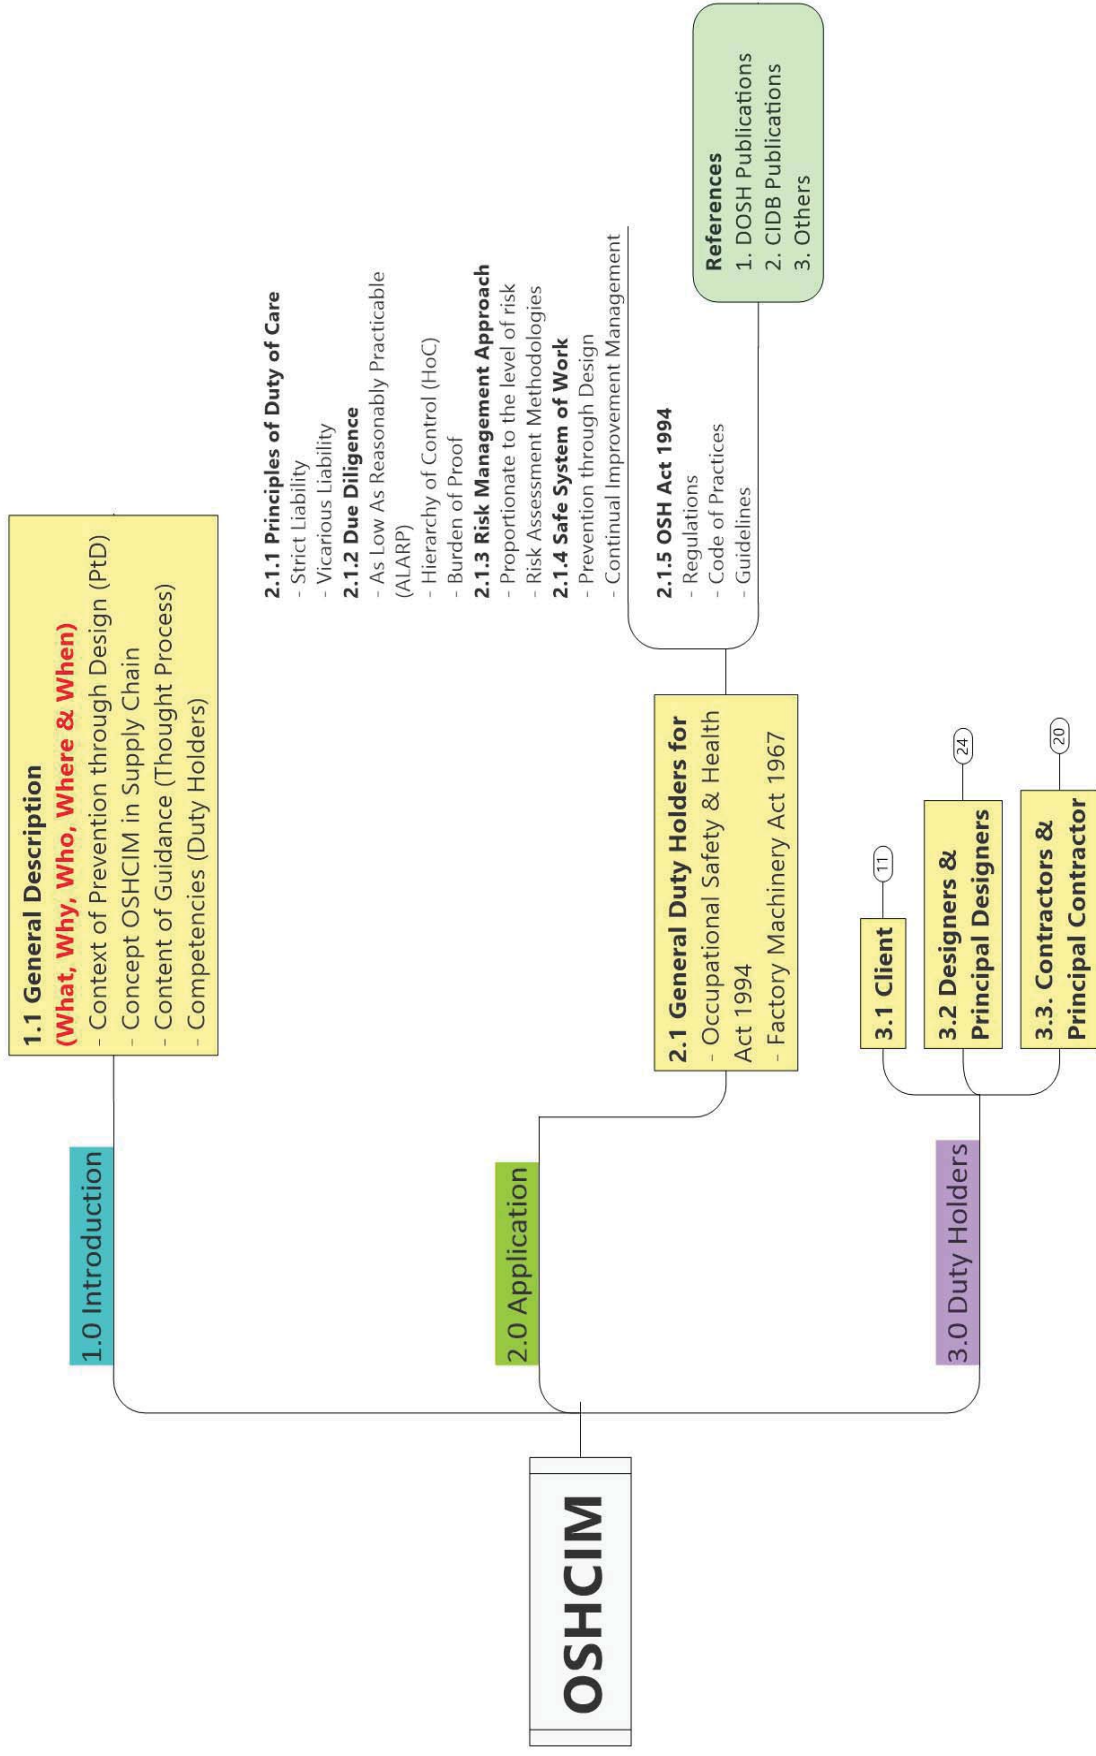 OSHCIM
1.0 Introduction
1.1 General Description
(What, Why, Who, Where & When)
- Context of Prevention through Design (PtD)
- Concept OSHCIM in Supply Chain
- Content of Guidance (Thought Process)
- Competencies (Duty Holders)
2.0 Application
2.1 General Duty Holders for
- Occupational Safety & Health
Act 1994
- Factory Machinery Act 1967
2.1.1 Principles of Duty of Care
- Strict Liability
- Vicarious Liability
2.1.2 Due Diligence
- As Low As Reasonably Practicable
(ALARP)
- Hierarchy of Control (HoC)
- Burden of Proof
2.1.3 Risk Management Approach
- Proportionate to the level of risk
- Risk Assessment Methodologies
2.1.4 Safe System of Work
- Prevention through Design
- Continual Improvement Management
2.1.5 OSH Act 1994
- Regulations
- Code of Practices
- Guidelines
References
1. DOSH Publications
2. CIDB Publications
3. Others
3.0 Duty Holders
3.1 Client
11
3.2 Designers &
Principal Designers
24
3.3. Contractors &
Principal Contractor
20